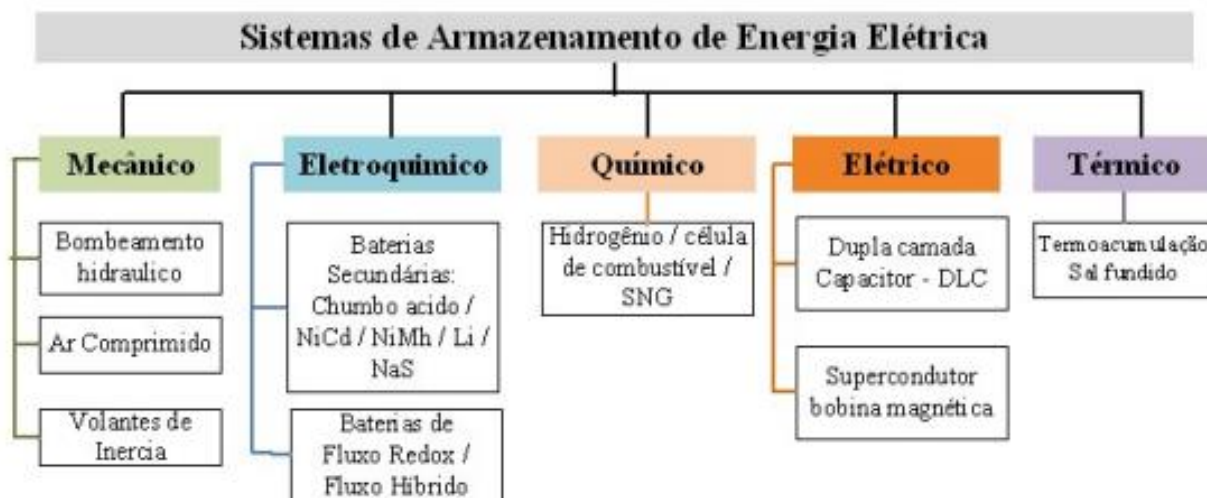 Sistemas de Armazenamento de Energia Elétrica
Mecânico
Bombeamento
hidraulico
Ar Comprimido
Volantes de
Inercia
Eletroquimico
Baterias
Secundárias:
Chumbo acido /
NiCd / NiMh / Li /
NaS
Baterias de
Fluxo Redox /
Fluxo Hibrido
Químico
Hidrogênio / célula
de combustível /
SNG
Elétrico
Dupla camada
Capacitor - DLC
Supercondutor
bobina magnética
Térmico
Termoacumulação
Sal fundido